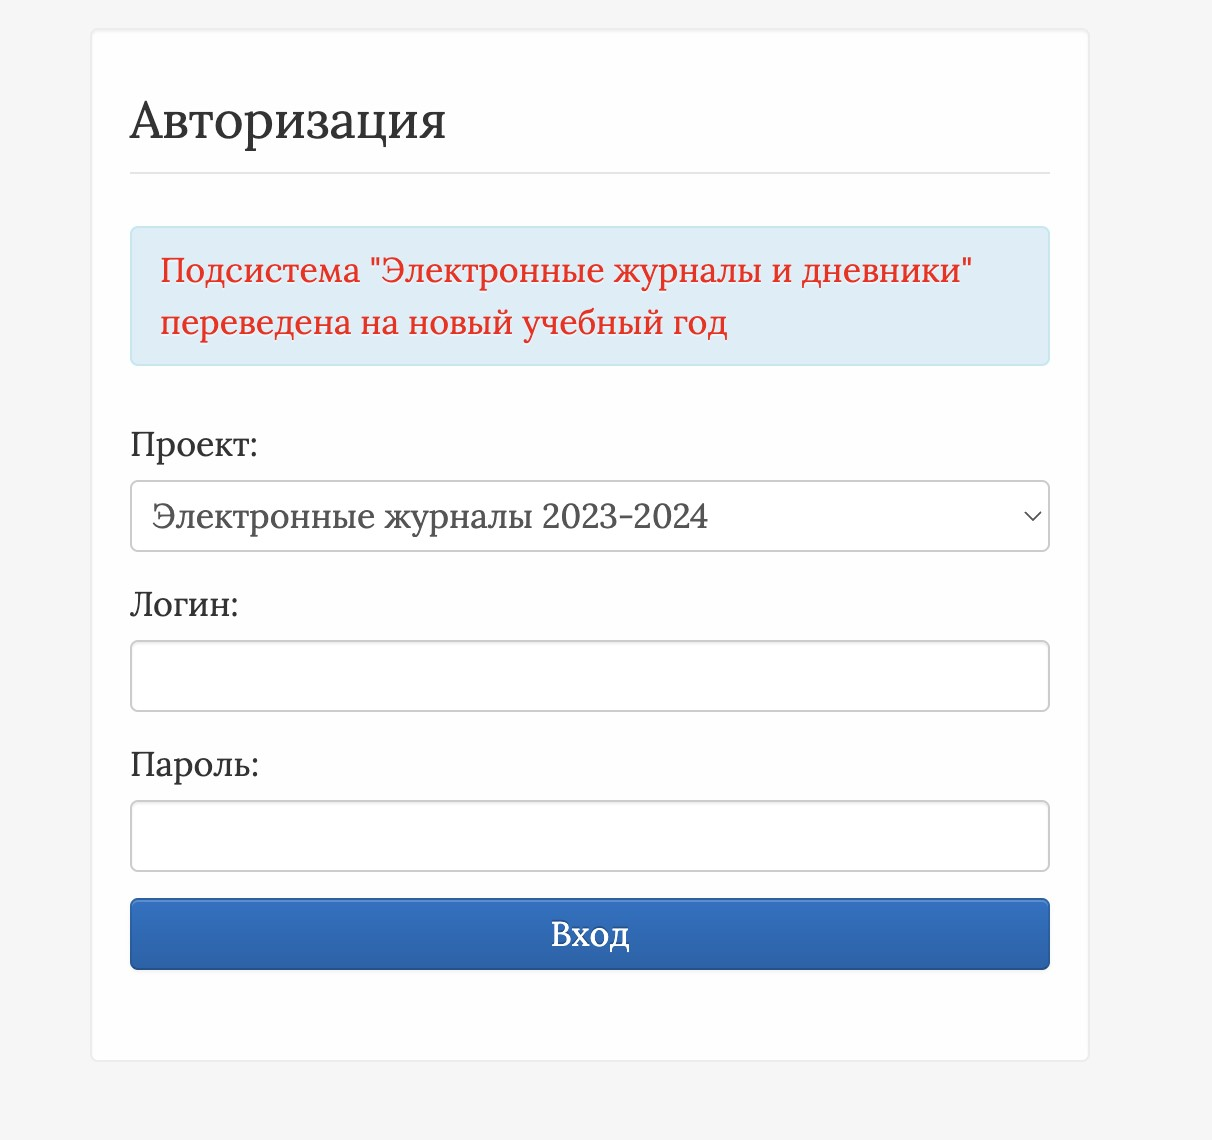 Авторизация
Подсистема "Электронные журналы и дневники"
переведена на новый учебный год
Проект:
Электронные журналы 2023-2024
Логин:
Пароль:
Вход